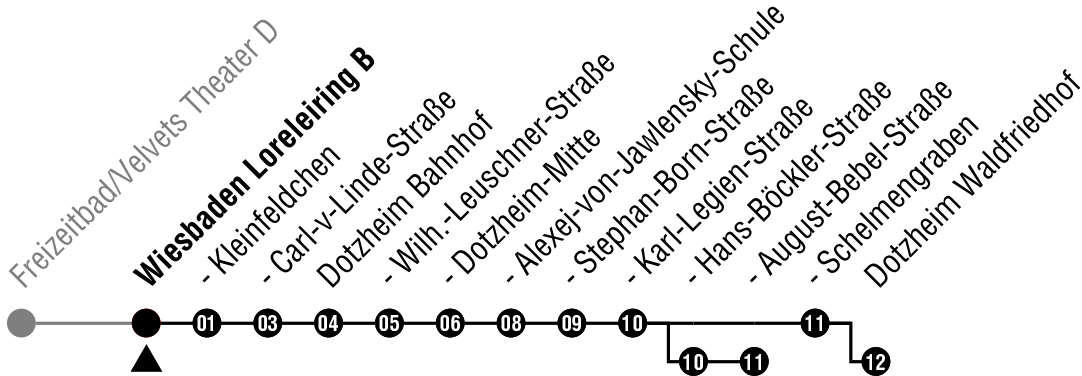 Freizeitbad/Velvets Theater D
Wiesbaden Loreleiring B
- Kleinfeldchen
- Carl-v-Linde-Straße
Dotzheim Bahnhof
- Wilh.-Leuschner-Straße
- Dotzheim-Mitte
- Alexej-von-Jawlensky-Schule
- Stephan-Born-Straße
- Karl-Legien-Straße
- Hans-Böckler-Straße
- August-Bebel-Straße
- Schelmengraben
Dotzheim Waldfriedhof
01 03 04 05 06 08 09 10 11
10 11 12